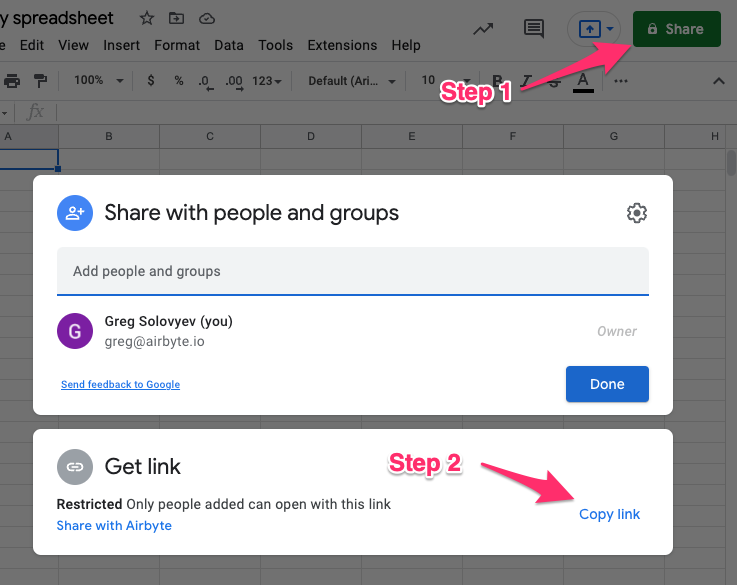 y spreadsheet
e Edit View Insert Format Data Tools Extensions Help
Share
100% $ % .0 .00 123 Default (Ari... 10 B I S A ...
Step 1
fx
A B C D E F G H
Share with people and groups
Add people and groups
G
Greg Solovyev (you)
greg@airbyte.io
Owner
Send feedback to Google
Done
Get link
Step 2
Restricted Only people added can open with this link
Share with Airbyte
Copy link